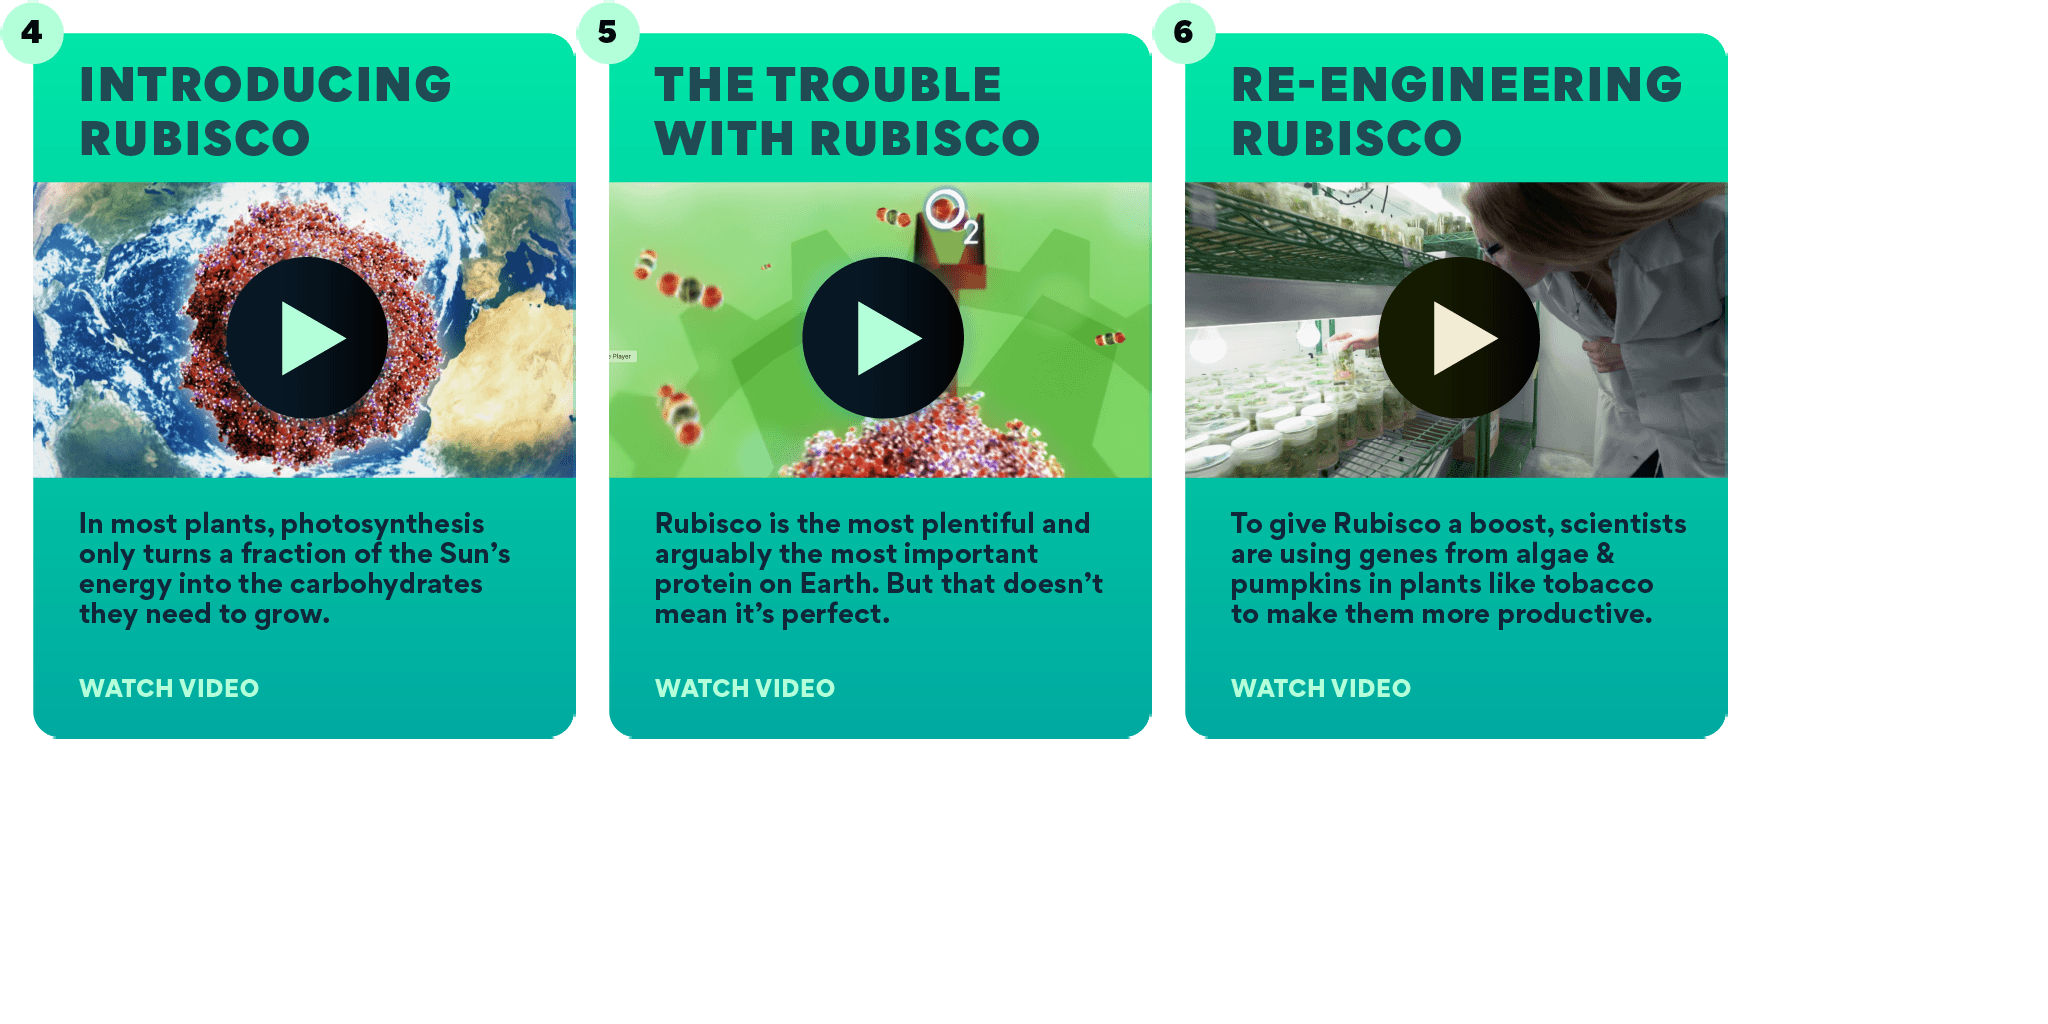 4
INTRODUCING
RUBISCO
In most plants, photosynthesis
only turns a fraction of the Sun’s
energy into the carbohydrates
they need to grow.
WATCH VIDEO
5
THE TROUBLE
WITH RUBISCO
O2
e Player
Rubisco is the most plentiful and
arguably the most important
protein on Earth. But that doesn’t
mean it’s perfect.
WATCH VIDEO
6
RE-ENGINEERING
RUBISCO
To give Rubisco a boost, scientists
are using genes from algae &
pumpkins in plants like tobacco
to make them more productive.
WATCH VIDEO